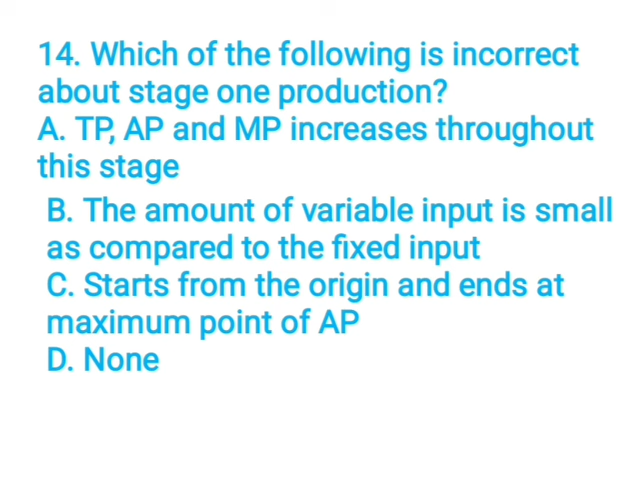 14. Which of the following is incorrect
about stage one production?
A. TP, AP and MP increases throughout
this stage
B. The amount of variable input is small
as compared to the fixed input
C. Starts from the origin and ends at
maximum point of AP
D. None